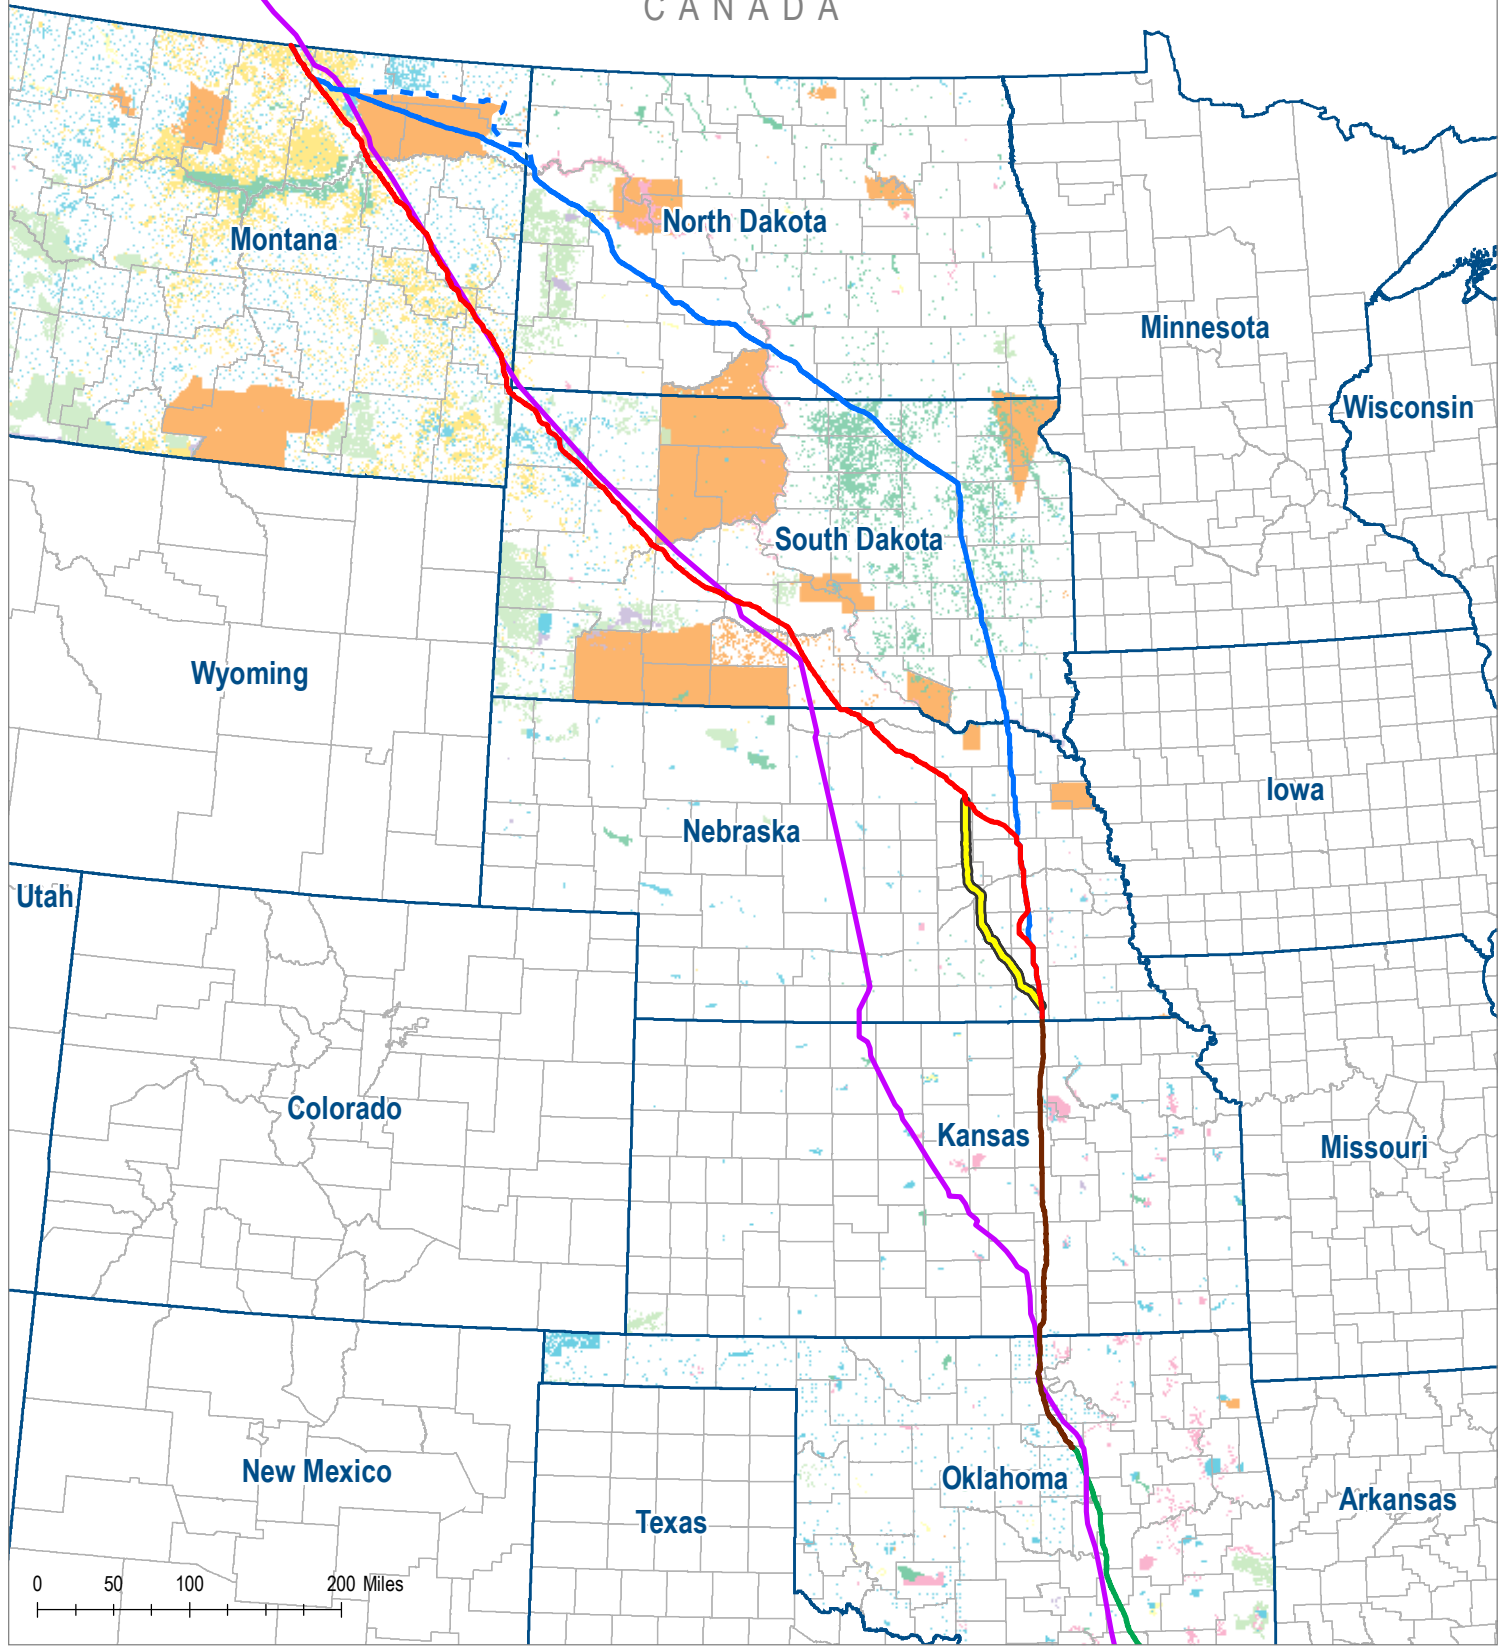 CANADA
North Dakota
Montana
Minnesota
Wisconsin
South Dakota
Wyoming
Iowa
Nebraska
Utah
Colorado
Kansas
Missouri
New Mexico
Oklahoma
Arkansas
Texas
0 50 100 200 Miles